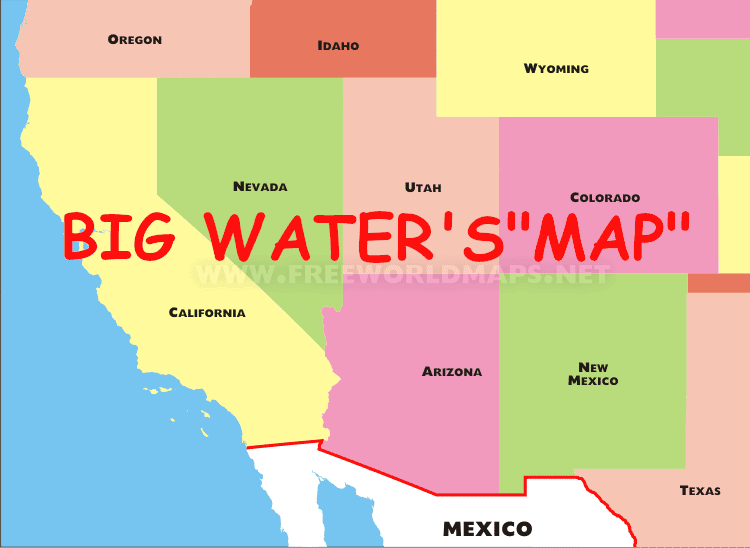 OREGON
IDAHO
WYOMING
NEVADA
UTAH
COLORADO
BIG WATER'S"MAP"
WWW.FREEWORLDMAPS.NET
CALIFORNIA
ARIZONA
NEW
MEXICO
TEXAS
MEXICO